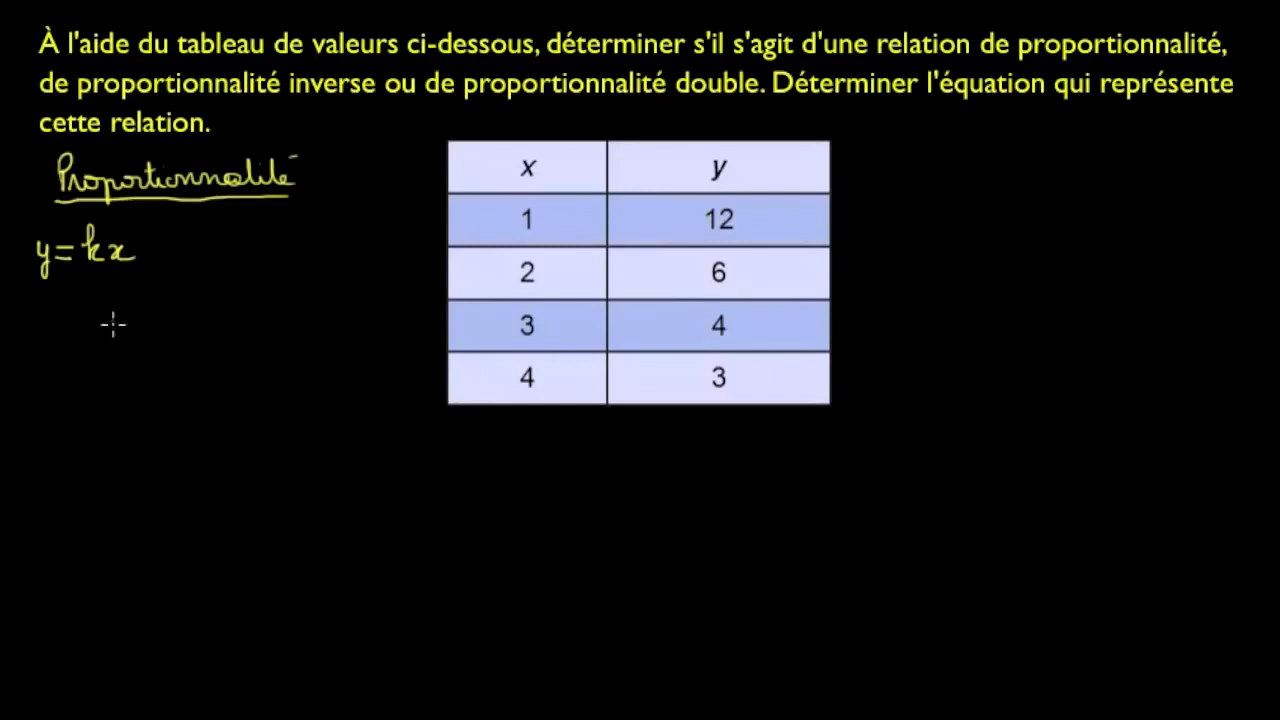 À l'aide du tableau de valeurs ci-dessous, déterminer s'il s'agit d'une relation de proportionnalité,
de proportionnalité inverse ou de proportionnalité double. Déterminer l'équation qui représente
cette relation.
Proportionnalité
y = kx
x y
1 12
2 6
3 4
4 3